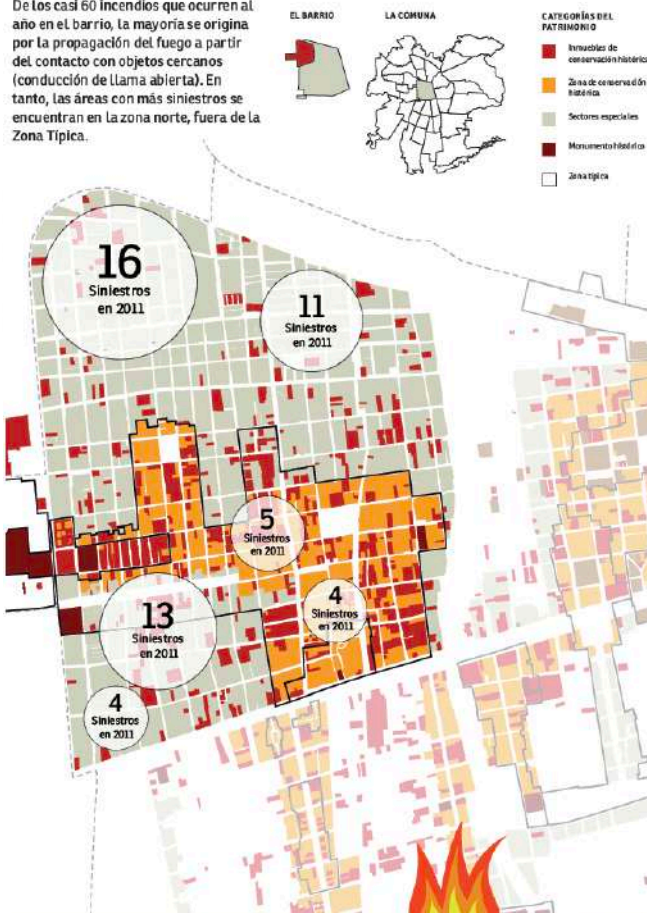 De los casi 60 incendios que ocurren al
año en el barrio, la mayoría se origina
por la propagación del fuego a partir
del contacto con objetos cercanos
(conducción de llama abierta). En
tanto, las áreas con más siniestros se
encuentran en la zona norte, fuera de la
Zona Típica.
EL BARRIO
LA COMUNA
CATEGORÍAS DEL
PATRIMONIO
Inmuebles de
conservación histórica
Zona de conservación
histórica
Sectores especiales
Monumento histórico
Zona típica
16
Siniestros
en 2011
11
Siniestros
en 2011
5
Siniestros
en 2011
4
Siniestros
en 2011
13
Siniestros
en 2011
4
Siniestros
en 2011